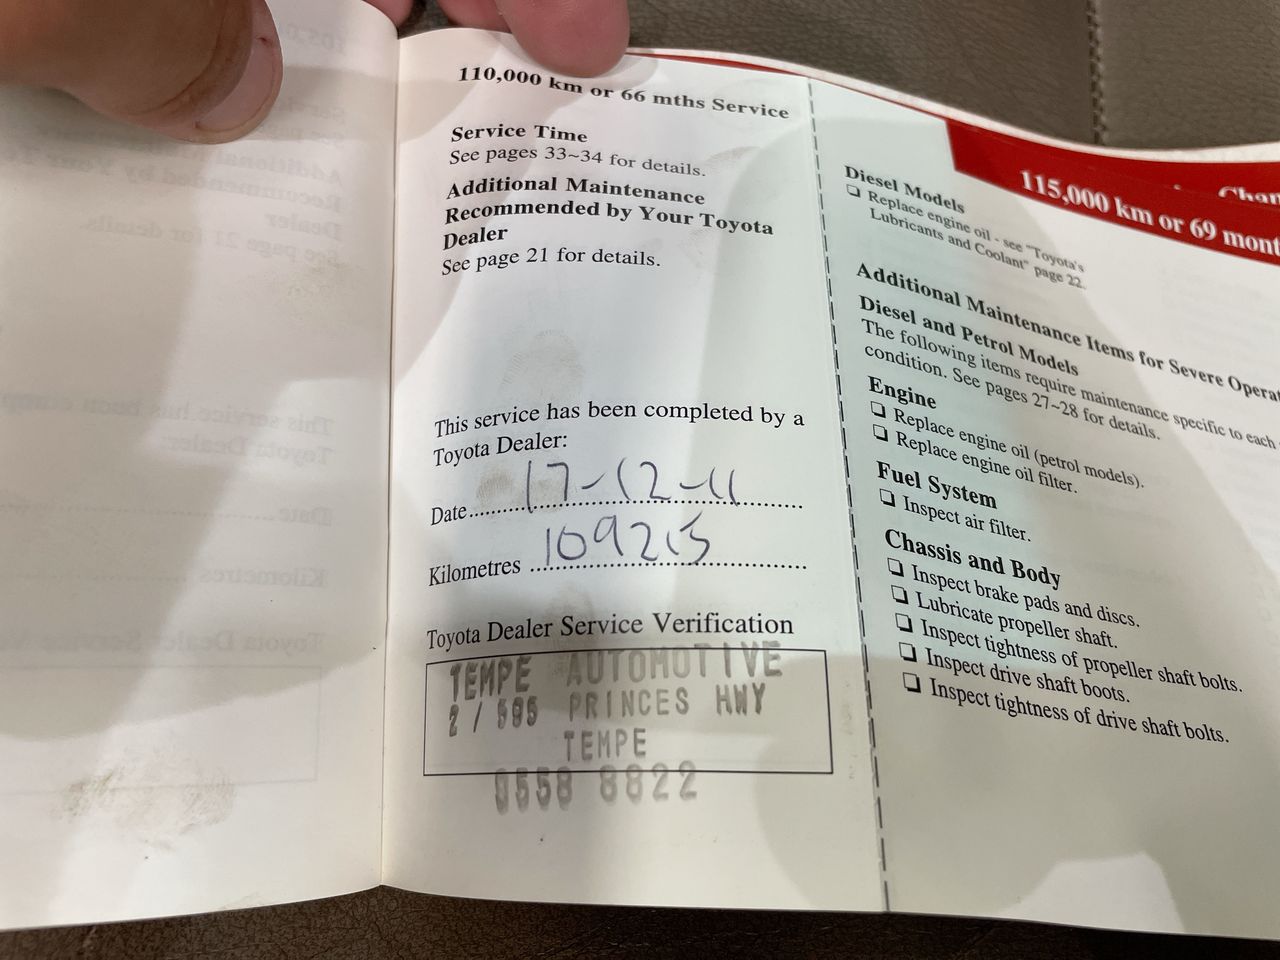 110,000 km or 66 mths Service
Service Time
See pages 33~34 for details.
Additional Maintenance
Recommended by Your Toyota
Dealer
See page 21 for details.
This service has been completed by a
Toyota Dealer:
Date 17-12-11
Kilometres 109215
Toyota Dealer Service Verification
TEMPE AUTOMOTIVE
2 / 595 PRINCES HWY
TEMPE
9558 8822
115,000 km or 69 mont
Diesel Models
❑ Replace engine oil - see "Toyota's
Lubricants and Coolant" page 22.
Additional Maintenance Items for Severe Operat
Diesel and Petrol Models
The following items require maintenance specific to each
condition. See pages 27~28 for details.
Engine
❑ Replace engine oil (petrol models).
❑ Replace engine oil filter.
Fuel System
❑ Inspect air filter.
Chassis and Body
❑ Inspect brake pads and discs.
❑ Lubricate propeller shaft.
❑ Inspect tightness of propeller shaft bolts.
❑ Inspect drive shaft boots.
❑ Inspect tightness of drive shaft bolts.